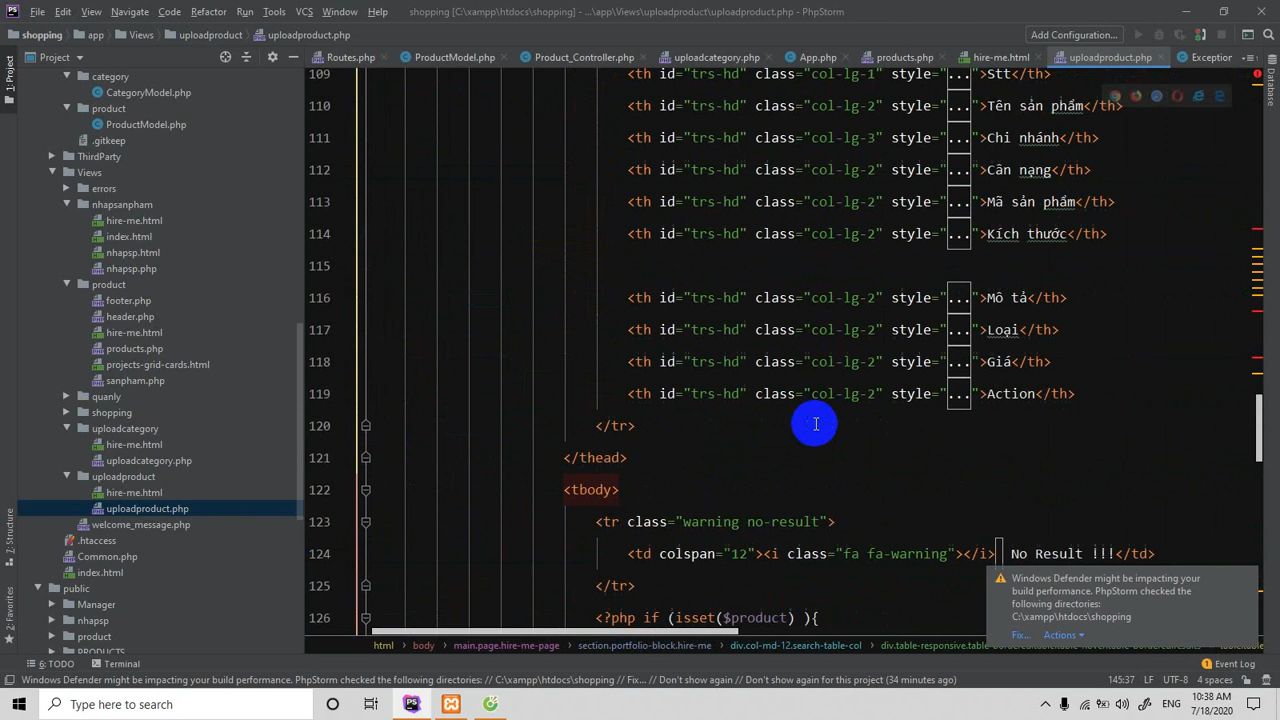 File Edit View Navigate Code Refactor Run Tools VCS Window Help shopping [C:\xampp\htdocs\shopping] - ...\app\Views\uploadproduct\uploadproduct.php - PhpStorm
shopping app Views uploadproduct uploadproduct.php Add Configuration...
Project Routes.php ProductModel.php Product_Controller.php uploadcategory.php App.php products.php hire-me.html uploadproduct.php Exception
1: Project
Database
7: Structure
2: Favorites
category
CategoryModel.php
product
ProductModel.php
.gitkeep
ThirdParty
Views
errors
nhapsanpham
hire-me.html
index.html
nhapsp.html
nhapsp.php
product
footer.php
header.php
hire-me.html
products.php
projects-grid-cards.html
sanpham.php
quanly
shopping
uploadcategory
hire-me.html
uploadcategory.php
uploadproduct
hire-me.html
uploadproduct.php
welcome_message.php
.htaccess
Common.php
index.html
public
Manager
nhapsp
product
PRODUCTS
109 <th id="trs-hd" class="col-lg-1" style="...">Stt</th>
110 <th id="trs-hd" class="col-lg-2" style="...">Tên sản phẩm</th>
111 <th id="trs-hd" class="col-lg-3" style="...">Chi nhánh</th>
112 <th id="trs-hd" class="col-lg-2" style="...">Cân nạng</th>
113 <th id="trs-hd" class="col-lg-2" style="...">Mã sản phẩm</th>
114 <th id="trs-hd" class="col-lg-2" style="...">Kích thước</th>
115
116 <th id="trs-hd" class="col-lg-2" style="...">Mô tả</th>
117 <th id="trs-hd" class="col-lg-2" style="...">Loại</th>
118 <th id="trs-hd" class="col-lg-2" style="...">Giá</th>
119 <th id="trs-hd" class="col-lg-2" style="...">Action</th>
120 </tr>
121 </thead>
122 <tbody>
123 <tr class="warning no-result">
124 <td colspan="12"><i class="fa fa-warning"></i> No Result !!!</td>
125 </tr>
126 <?php if (isset($product) ){
Windows Defender might be impacting your
build performance. PhpStorm checked the
following directories:
C:\xampp\htdocs\shopping
Fix... Actions
html body main.page.hire-me-page section.portfolio-block.hire-me div.col-md-12.search-table-col
6: TODO Terminal Event Log
Windows Defender might be impacting your build performance. PhpStorm checked the following directories: // C:\xampp\htdocs\shopping // Fix... // Don't show again // Don't show again for this project (34 minutes ago) 145:37 LF UTF-8 4 spaces
Type here to search ENG 10:38 AM
7/18/2020